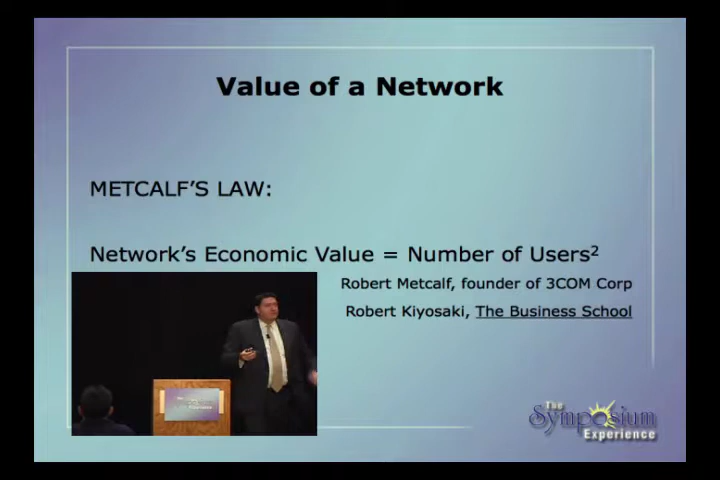 Value of a Network
METCALF'S LAW:
Network's Economic Value = Number of Users²
Robert Metcalf, founder of 3COM Corp
Robert Kiyosaki, The Business School
The
Symposium
Experience